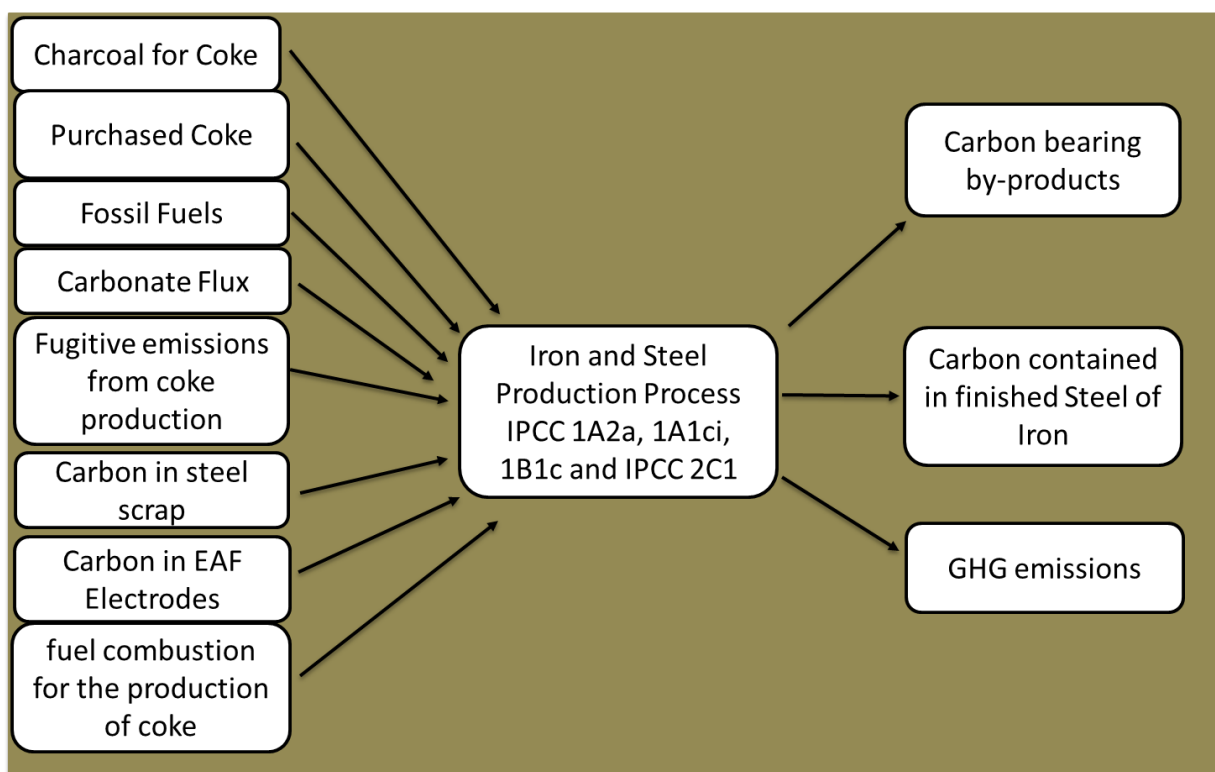 Charcoal for Coke
Purchased Coke
Fossil Fuels
Carbonate Flux
Fugitive emissions
from coke
production
Carbon in steel
scrap
Carbon in EAF
Electrodes
fuel combustion
for the production
of coke
Iron and Steel
Production Process
IPCC 1A2a, 1A1ci,
1B1c and IPCC 2C1
Carbon bearing
by-products
Carbon contained
in finished Steel of
Iron
GHG emissions